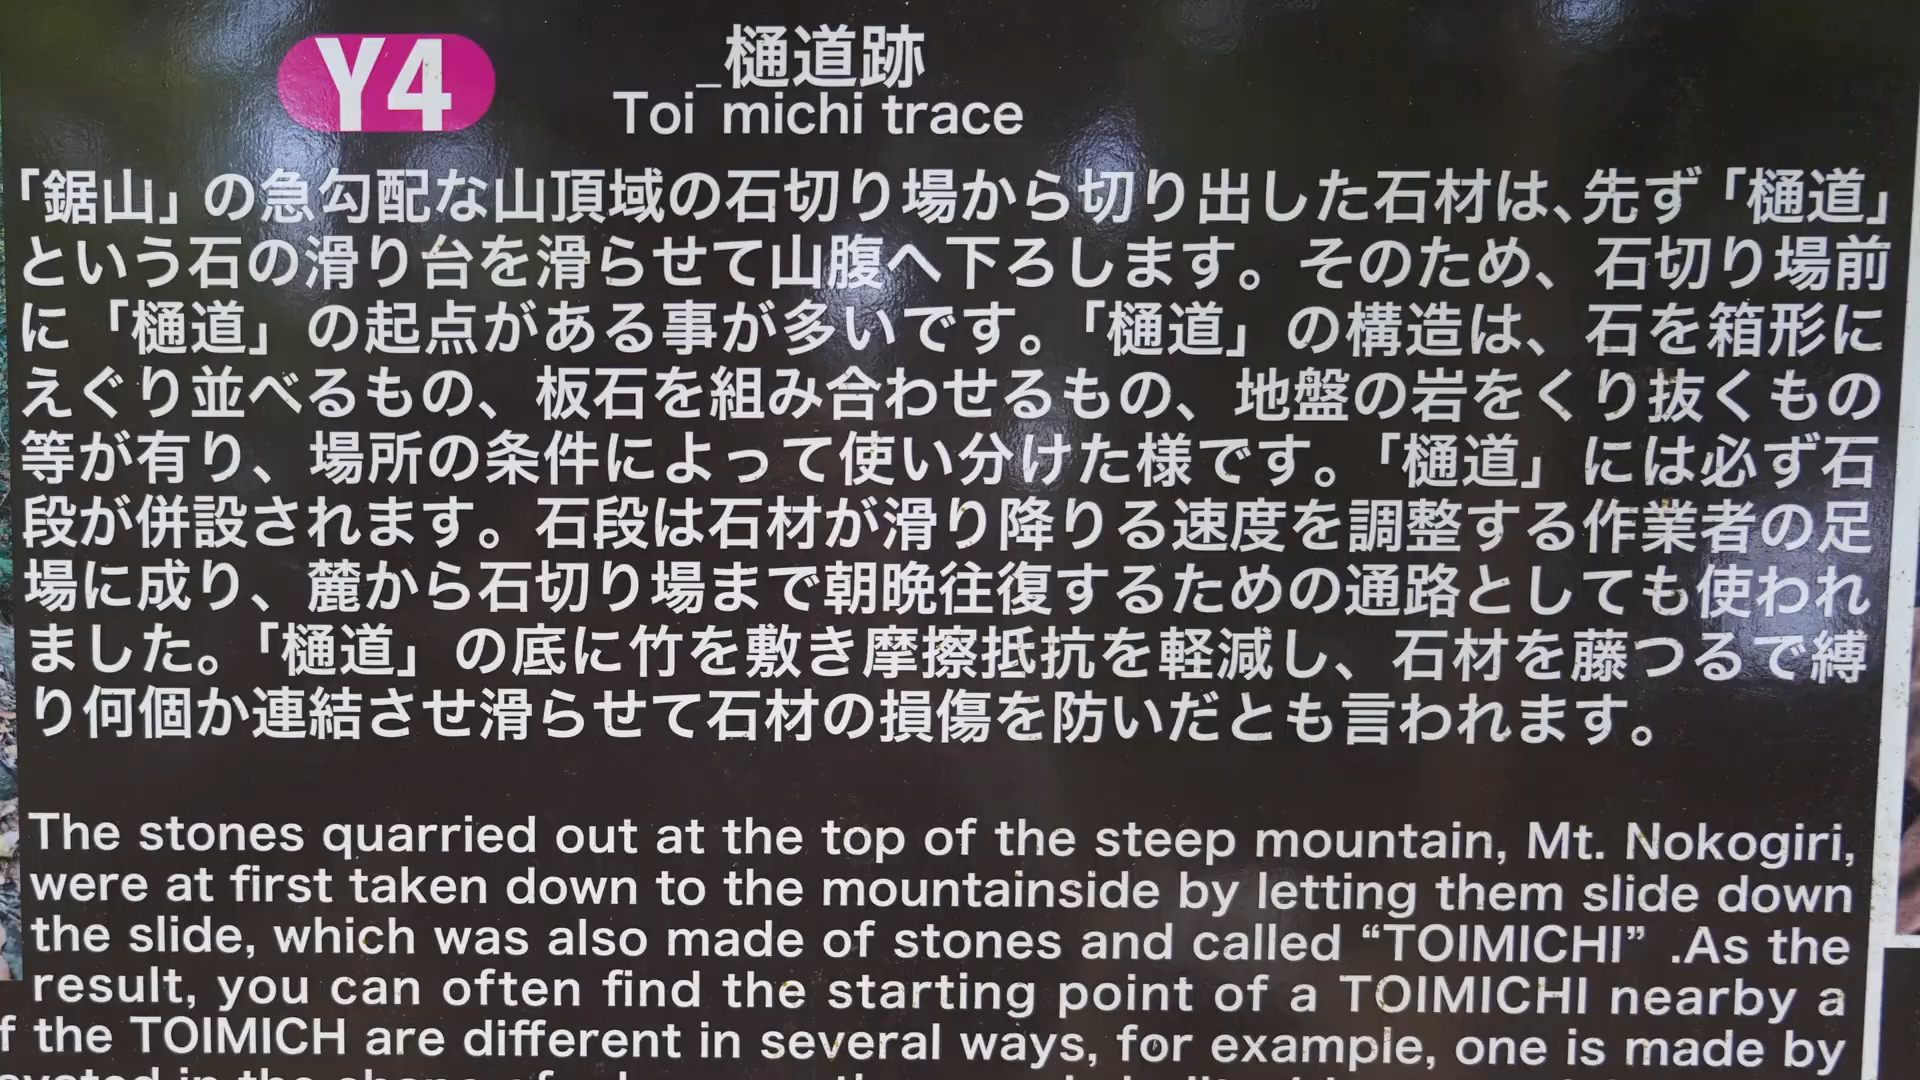 Y4
_樋道跡
Toi michi trace
「鋸山」の急勾配な山頂域の石切り場から切り出した石材は、先ず「樋道」
という石の滑り台を滑らせて山腹へ下ろします。そのため、石切り場前
に「樋道」の起点がある事が多いです。「樋道」の構造は、石を箱形に
えぐり並べるもの、板石を組み合わせるもの、地盤の岩をくり抜くもの
等が有り、場所の条件によって使い分けた様です。「樋道」には必ず石
段が併設されます。石段は石材が滑り降りる速度を調整する作業者の足
場に成り、麓から石切り場まで朝晩往復するための通路としても使われ
ました。「樋道」の底に竹を敷き摩擦抵抗を軽減し、石材を藤つるで縛
り何個か連結させ滑らせて石材の損傷を防いだとも言われます。
The stones quarried out at the top of the steep mountain, Mt. Nokogiri,
were at first taken down to the mountainside by letting them slide down
the slide, which was also made of stones and called “TOIMICHI” .As the
result, you can often find the starting point of a TOIMICHI nearby a
f the TOIMICH are different in several ways, for example, one is made by
in the shape of